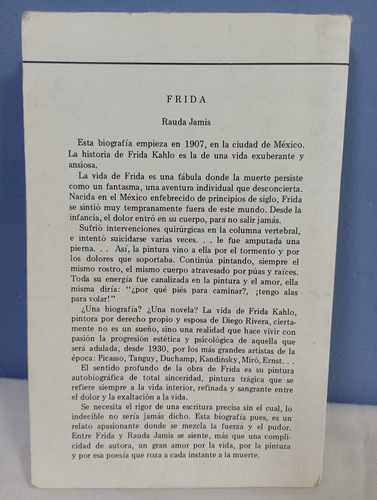 FRIDA
Rauda Jamis
Esta biografía empieza en 1907, en la ciudad de México.
La historia de Frida Kahlo es la de una vida exuberante y
ansiosa.
La vida de Frida es una fábula donde la muerte persiste
como un fantasma, una aventura individual que desconcierta.
Nacida en el México enfebrecido de principios de siglo, Frida
se sintió muy tempranamente fuera de este mundo. Desde la
infancia, el dolor entró en su cuerpo, para no salir jamás.
Sufrió intervenciones quirúrgicas en la columna vertebral,
e intentó suicidarse varias veces. . . le fue amputada una
pierna. . . Así, la pintura vino a ella por el tormento y por
los dolores que soportaba. Continúa pintando, siempre el
mismo rostro, el mismo cuerpo atravesado por púas y raíces.
Toda su energía fue canalizada en la pintura y el amor, ella
misma diría: "¿por qué piés para caminar?, ¡tengo alas
para volar!"
¿Una biografía? ¿Una novela? La vida de Frida Kahlo,
pintora por derecho propio y esposa de Diego Rivera, cierta-
mente no es un sueño, sino una realidad que hace vivir con
pasión la progresión estética y psicológica de aquella que
será adulada, desde 1930, por los más grandes artistas de la
época: Picasso, Tanguy, Duchamp, Kandinsky, Miró, Ernst. . .
El sentido profundo de la obra de Frida es su pintura
autobiográfica de total sinceridad, pintura trágica que se
refiere siempre a la vida interior, refinada y sangrante entre
el dolor y la exaltación a la vida.
Se necesita el rigor de una escritura precisa sin el cual, lo
indecible no sería jamás dicho. Esta biografía pues, es un
relato apasionante donde se mezcla la fuerza y el pudor.
Entre Frida y Rauda Jamis se siente, más que una compli-
cidad de autora, un gran amor por la vida, por la pintura
y por esa poesía que roza a cada instante a la muerte.